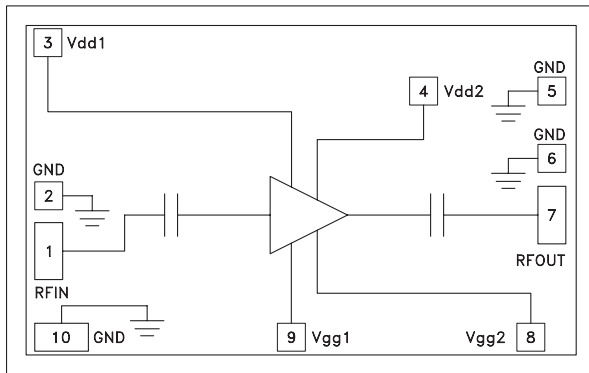 3 Vdd1
GND
4 Vdd2
5
GND
6
GND
2
7
1
RFOUT
RFIN
10 GND
9 Vgg1
Vgg2 8